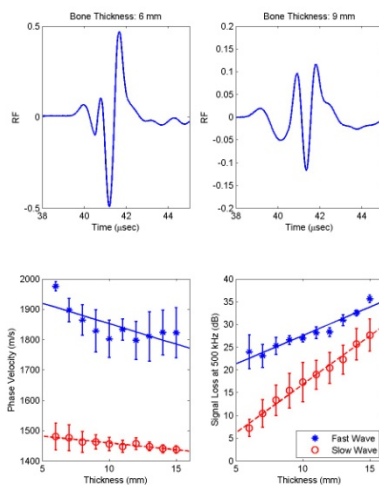 Bone Thickness: 6 mm
0.5
0
-0.5
RF
38 40 42 44
Time (μsec)
Bone Thickness: 9 mm
0.2
0.15
0.1
0.05
0
-0.05
-0.1
-0.15
-0.2
RF
38 40 42 44
Time (μsec)
2000
1900
1800
1700
1600
1500
1400
Phase Velocity (m/s)
5 10 15
Thickness (mm)
40
35
30
25
20
15
10
5
0
Signal Loss at 500 kHz (dB)
5 10 15
Thickness (mm)
Fast Wave
Slow Wave